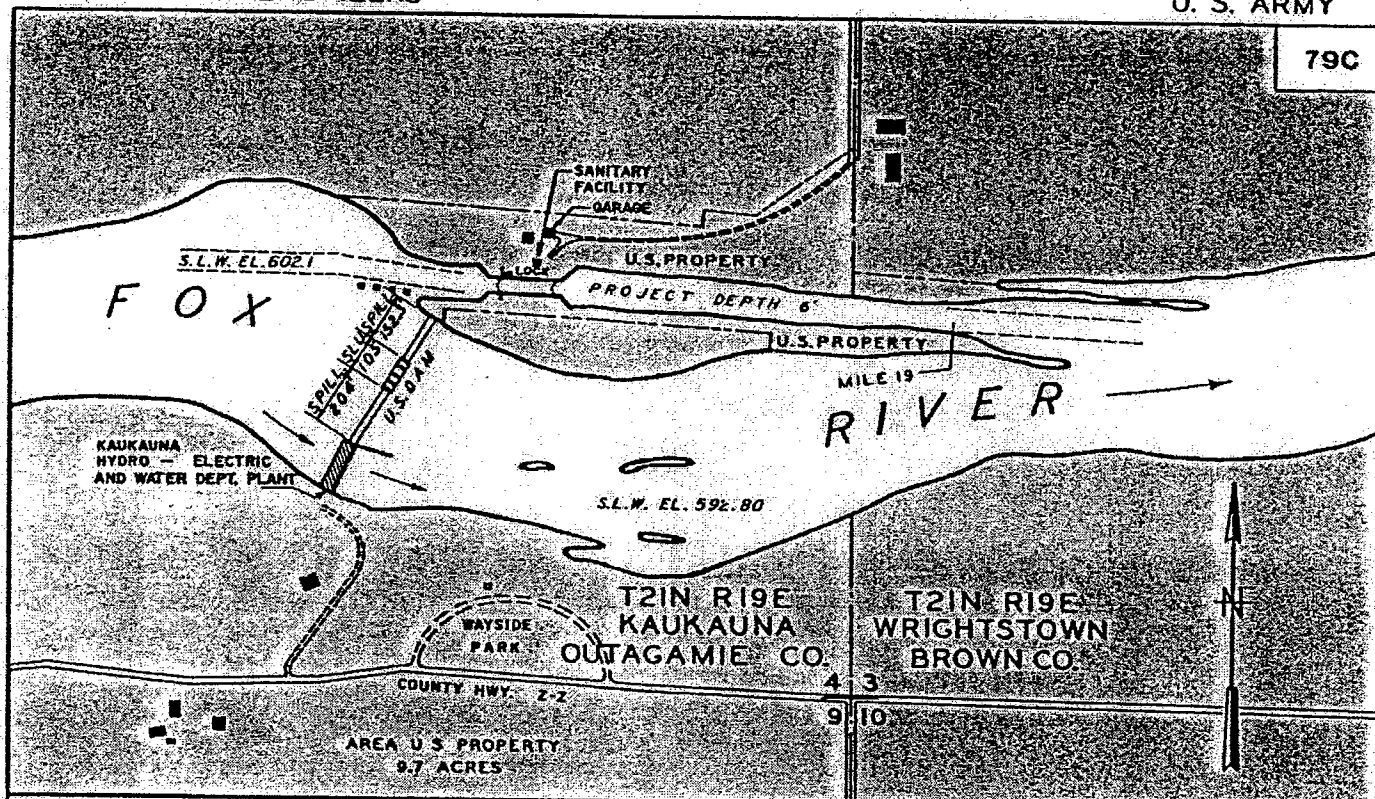 U. S. ARMY
79C
SANITARY
FACILITY
GARAGE
S.L.W. EL. 602.1
LOCK
U.S. PROPERTY
PROJECT DEPTH 6'
FOX
U.S. DAM
U.S. PROPERTY
MILE 19
RIVER
KAUKAUNA
HYDRO - ELECTRIC
AND WATER DEPT. PLANT
S.L.W. EL. 592.80
T21N R19E
KAUKAUNA
OUTAGAMIE CO.
T21N R19E
WRIGHTSTOWN
BROWN CO.
WAYSIDE
PARK
COUNTY HWY. Z-Z
4 3
9 10
N
AREA U S PROPERTY
9.7 ACRES